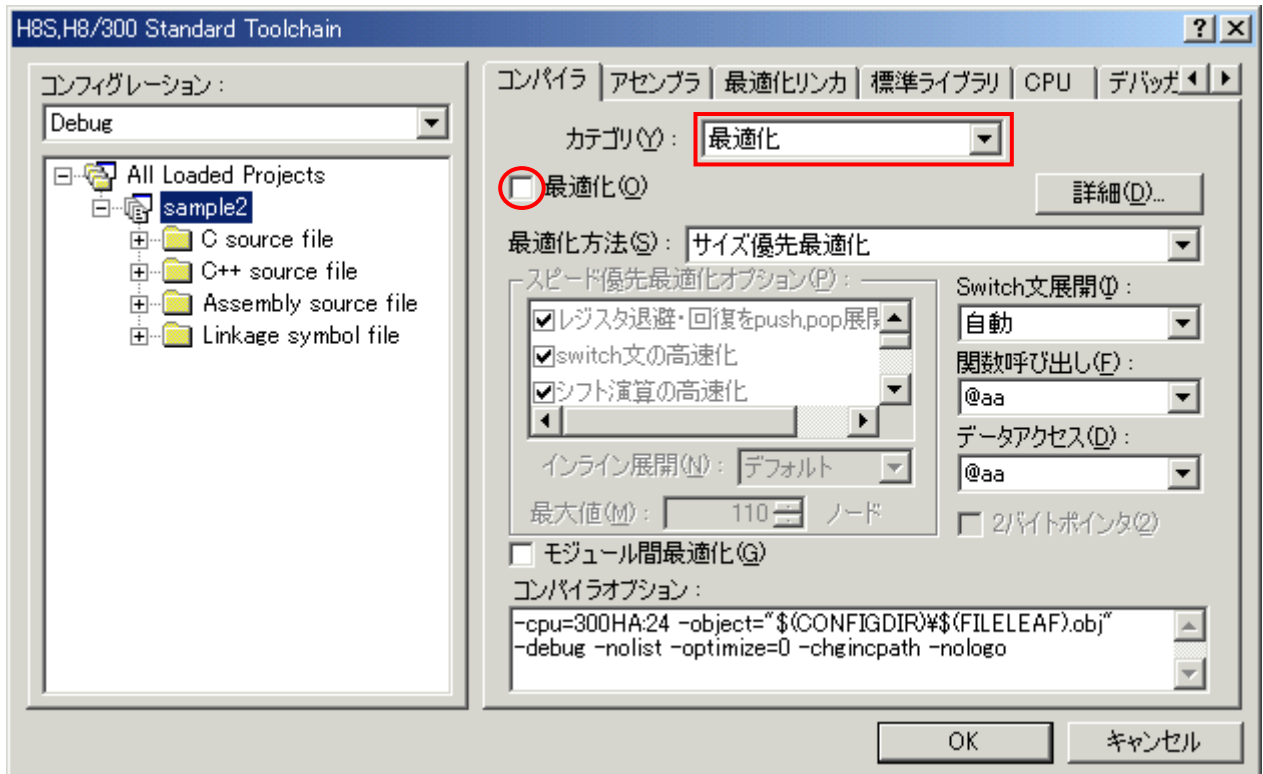 H8S,H8/300 Standard Toolchain
コンフィグレーション：
Debug
All Loaded Projects
sample2
C source file
C++ source file
Assembly source file
Linkage symbol file
コンパイラ アセンブラ 最適化リンカ 標準ライブラリ CPU デバッガ
カテゴリ(Y)： 最適化
最適化(O)
詳細(D)...
最適化方法(S)： サイズ優先最適化
スピード優先最適化オプション(P)：
レジスタ退避・回復をpush,pop展開
switch文の高速化
シフト演算の高速化
インライン展開(N)： デフォルト
最大値(M)： 110 ノード
Switch文展開(I)：
自動
関数呼び出し(F)：
@aa
データアクセス(D)：
@aa
2バイトポインタ(2)
モジュール間最適化(G)
コンパイラオプション：
-cpu=300HA:24 -object="$(CONFIGDIR)¥$(FILELEAF).obj"
-debug -nolist -optimize=0 -chgincpath -nologo
OK キャンセル